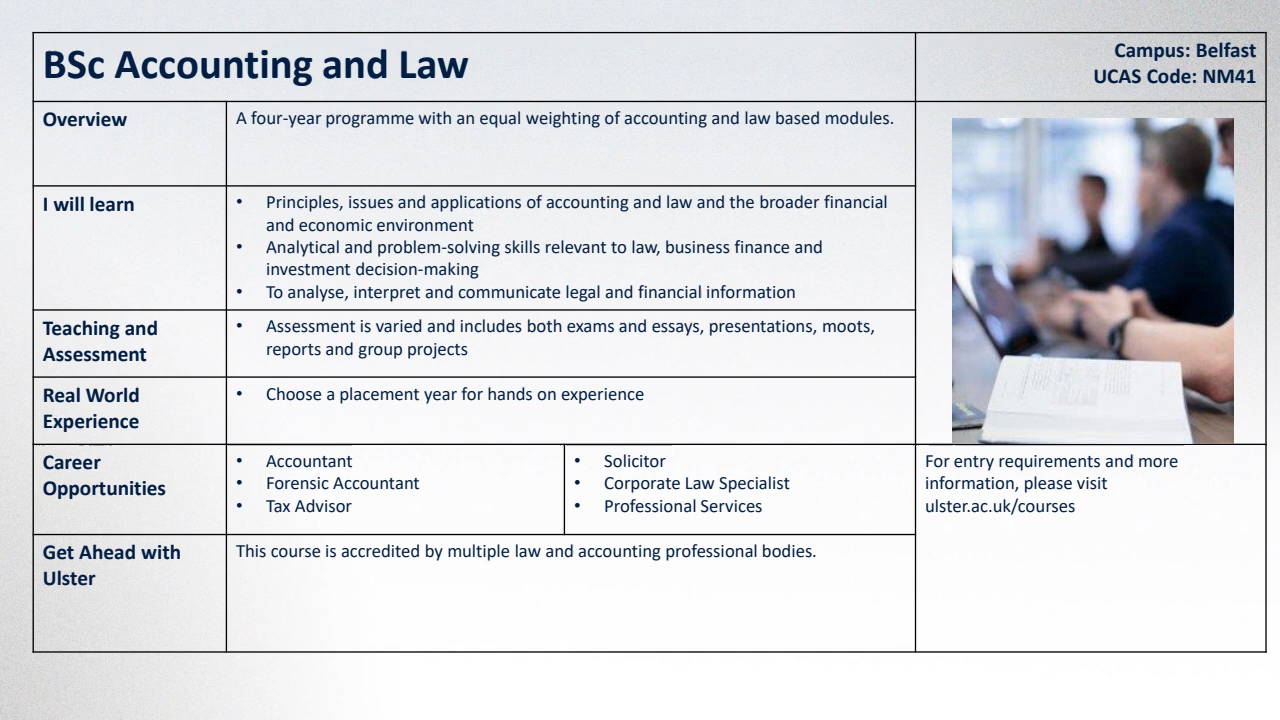 BSc Accounting and Law
Campus: Belfast
UCAS Code: NM41
Overview
A four-year programme with an equal weighting of accounting and law based modules.
I will learn
• Principles, issues and applications of accounting and law and the broader financial
and economic environment
• Analytical and problem-solving skills relevant to law, business finance and
investment decision-making
• To analyse, interpret and communicate legal and financial information
Teaching and
Assessment
• Assessment is varied and includes both exams and essays, presentations, moots,
reports and group projects
Real World
Experience
• Choose a placement year for hands on experience
Career
Opportunities
• Accountant
• Forensic Accountant
• Tax Advisor
• Solicitor
• Corporate Law Specialist
• Professional Services
For entry requirements and more
information, please visit
ulster.ac.uk/courses
Get Ahead with
Ulster
This course is accredited by multiple law and accounting professional bodies.